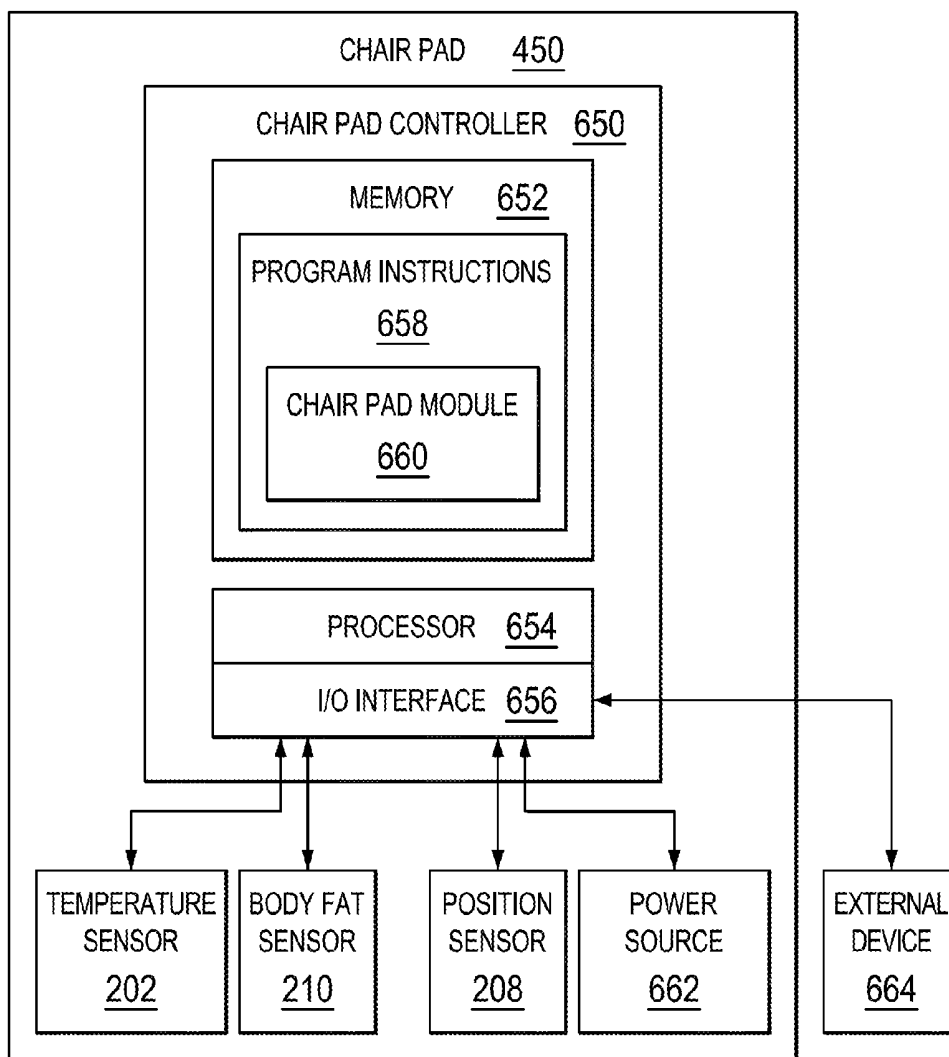 CHAIR PAD 450
CHAIR PAD CONTROLLER 650
MEMORY 652
PROGRAM INSTRUCTIONS
658
CHAIR PAD MODULE
660
PROCESSOR 654
I/O INTERFACE 656
TEMPERATURE
SENSOR
202
BODY FAT
SENSOR
210
POSITION
SENSOR
208
POWER
SOURCE
662
EXTERNAL
DEVICE
664